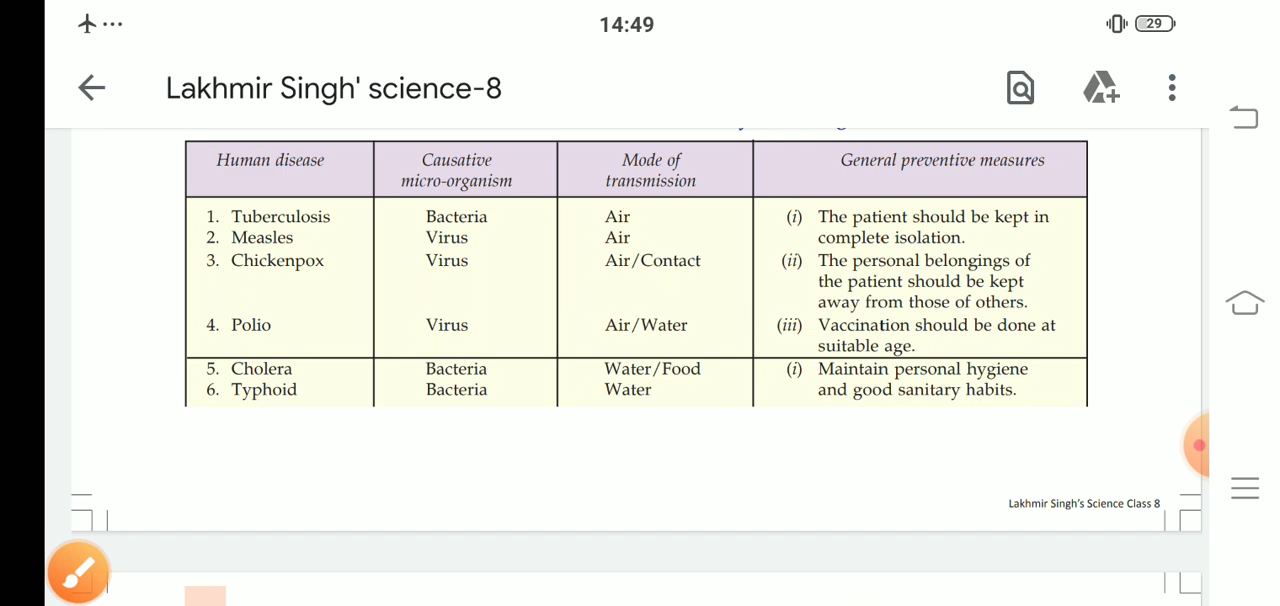 14:49
29
Lakhmir Singh' science-8
Human disease
Causative micro-organism
Mode of transmission
General preventive measures
1. Tuberculosis Bacteria Air (i) The patient should be kept in
2. Measles Virus Air complete isolation.
3. Chickenpox Virus Air/Contact (ii) The personal belongings of
the patient should be kept
away from those of others.
4. Polio Virus Air/Water (iii) Vaccination should be done at
suitable age.
5. Cholera Bacteria Water/Food (i) Maintain personal hygiene
6. Typhoid Bacteria Water and good sanitary habits.
Lakhmir Singh's Science Class 8